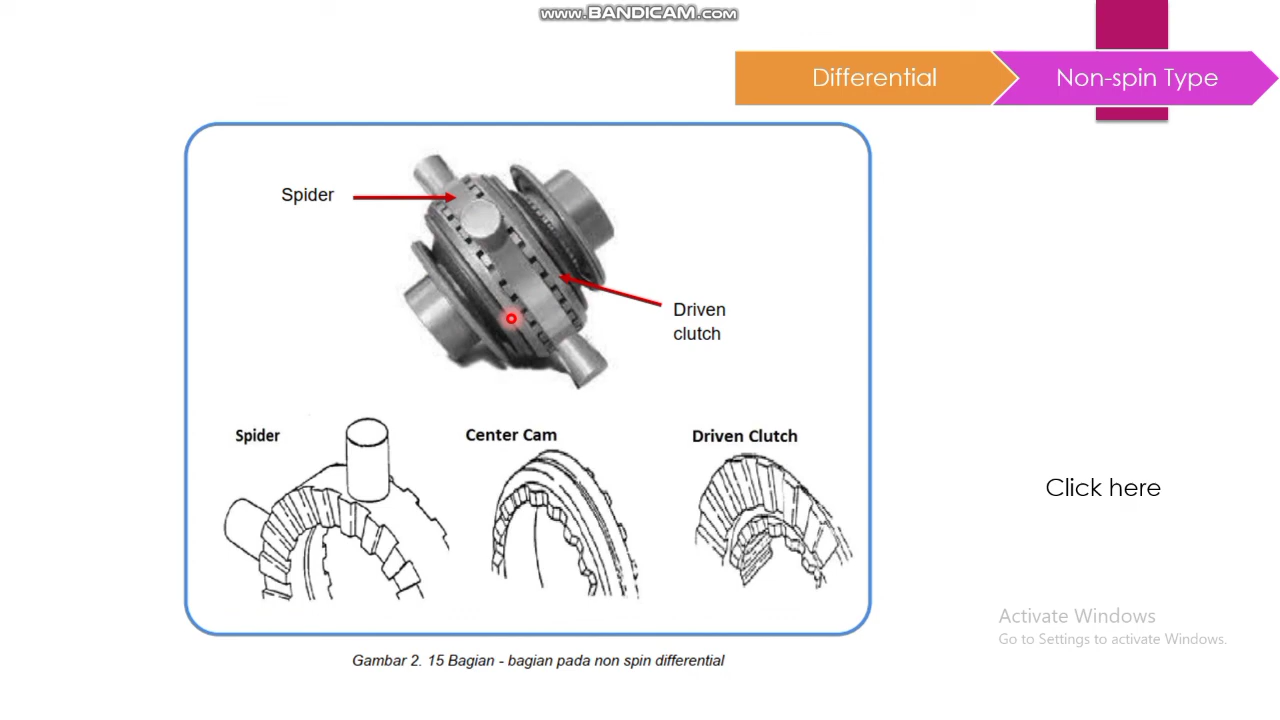 www.BANDICAM.com
Differential
Non-spin Type
Spider
Driven
clutch
Spider
Center Cam
Driven Clutch
Click here
Activate Windows
Go to Settings to activate Windows.
Gambar 2. 15 Bagian - bagian pada non spin differential